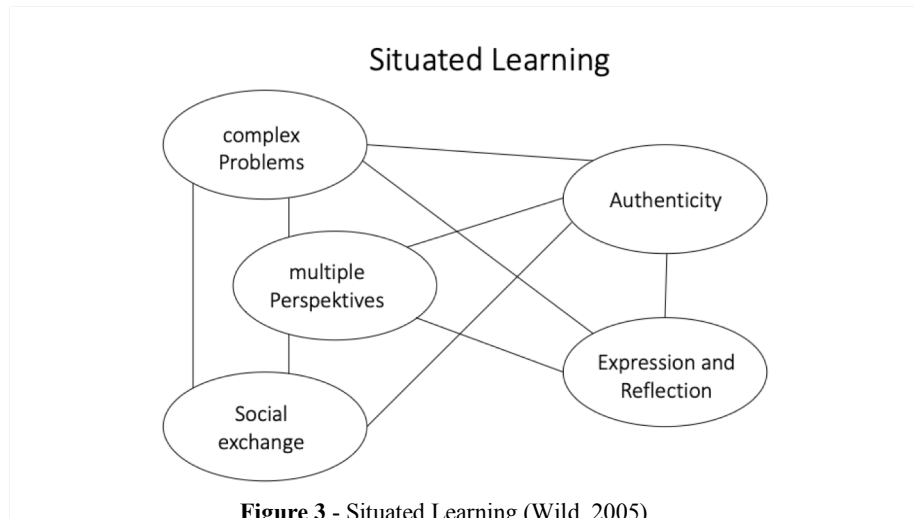 Situated Learning
complex
Problems
Authenticity
multiple
Perspektives
Expression and
Reflection
Social
exchange
Figure 3 - Situated Learning (Wild, 2005)